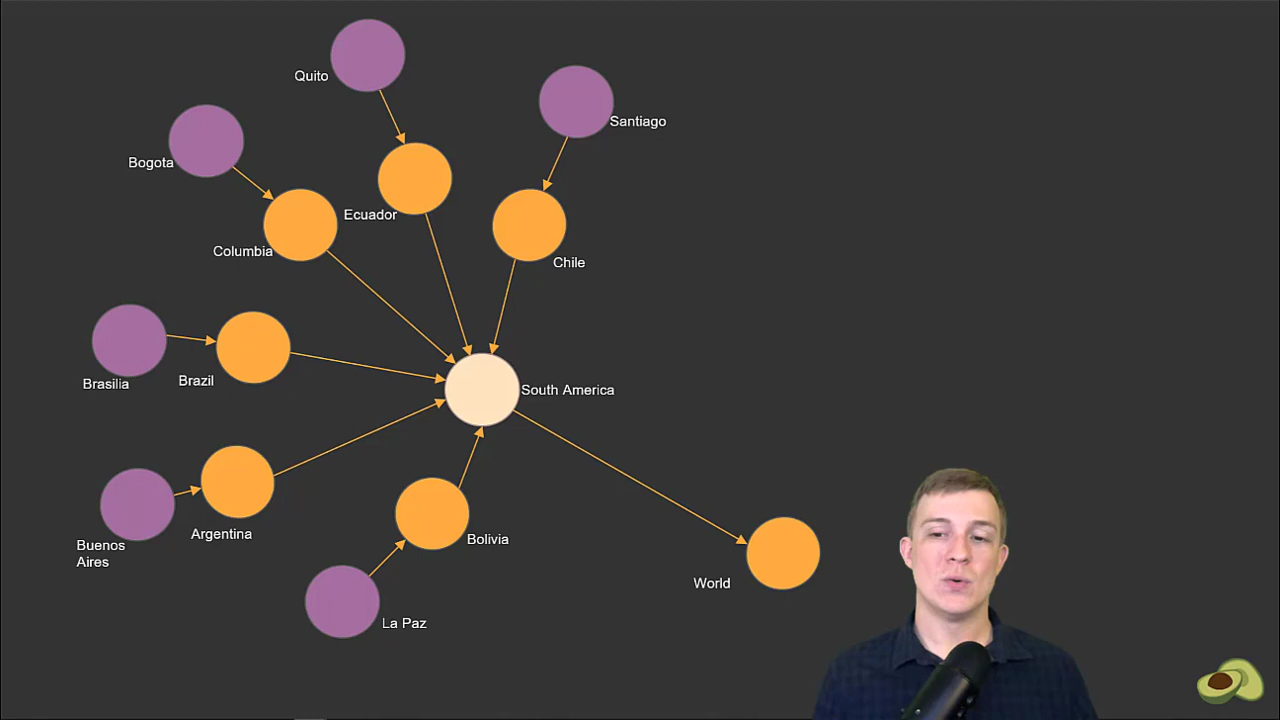 Quito
Santiago
Bogota
Ecuador
Columbia
Chile
Brasilia
Brazil
South America
Argentina
Buenos
Aires
Bolivia
World
La Paz